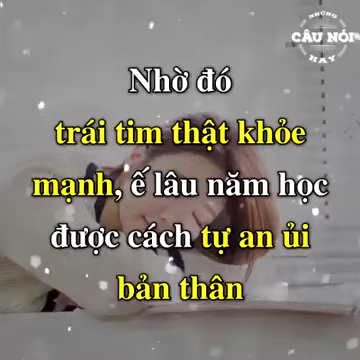 NHỮNG
CÂU NÓI
HAY
Nhờ đó
trái tim thật khỏe
mạnh, ế lâu năm học
được cách tự an ủi
bản thân